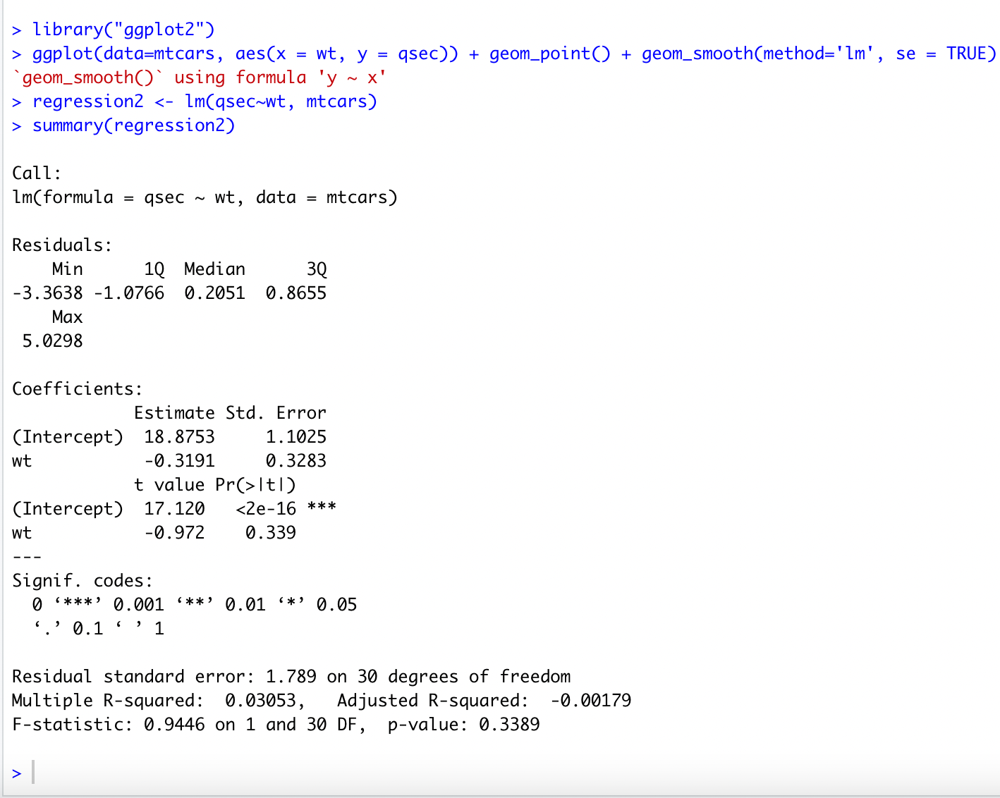 > library("ggplot2")
> ggplot(data=mtcars, aes(x = wt, y = qsec)) + geom_point() + geom_smooth(method='lm', se = TRUE)
`geom_smooth()` using formula 'y ~ x'
> regression2 <- lm(qsec~wt, mtcars)
> summary(regression2)

Call:
lm(formula = qsec ~ wt, data = mtcars)

Residuals:
    Min      1Q  Median      3Q
-3.3638 -1.0766  0.2051  0.8655
    Max
 5.0298

Coefficients:
            Estimate Std. Error
(Intercept)  18.8753     1.1025
wt           -0.3191     0.3283
            t value Pr(>|t|)
(Intercept)  17.120   <2e-16 ***
wt           -0.972    0.339
---
Signif. codes:
  0 ‘***’ 0.001 ‘**’ 0.01 ‘*’ 0.05
  ‘.’ 0.1 ‘ ’ 1

Residual standard error: 1.789 on 30 degrees of freedom
Multiple R-squared:  0.03053,   Adjusted R-squared:  -0.00179
F-statistic: 0.9446 on 1 and 30 DF,  p-value: 0.3389

>